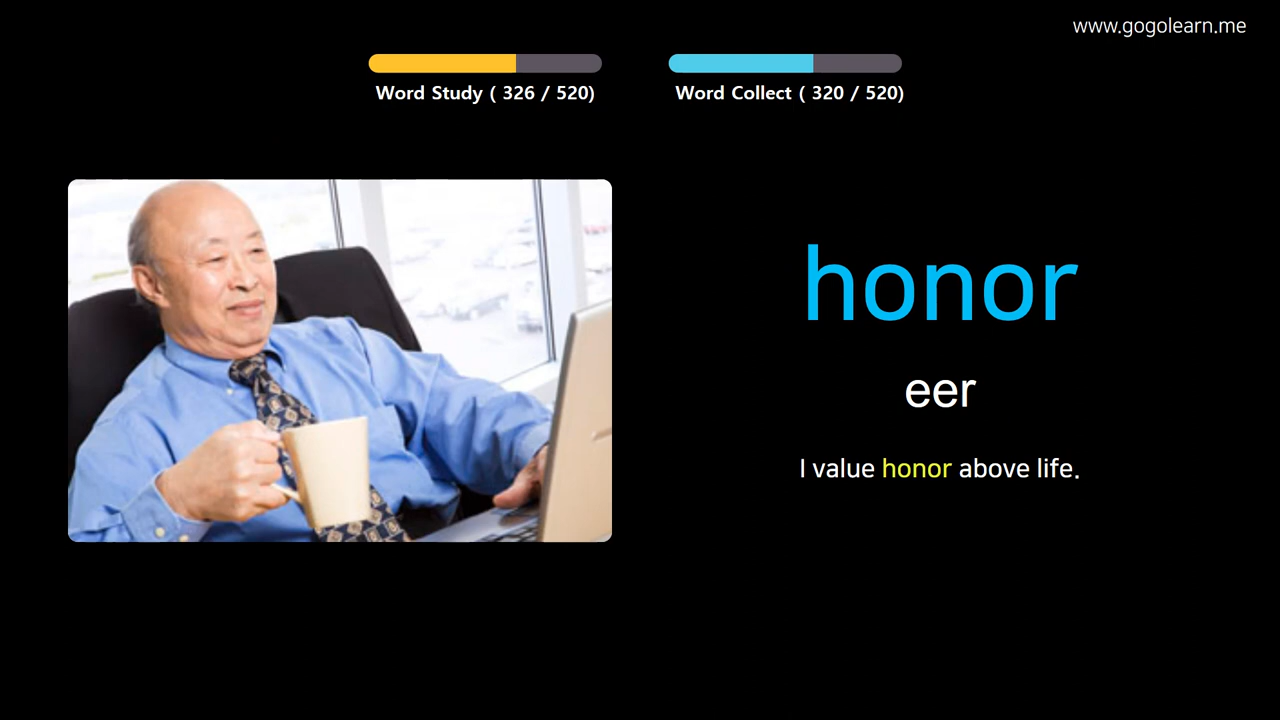 www.gogolearn.me
Word Study ( 326 / 520)
Word Collect ( 320 / 520)
honor
eer
I value honor above life.